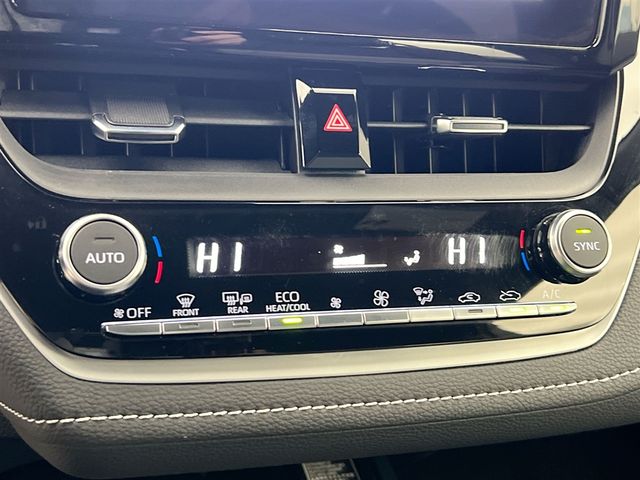 AUTO
HI
HI
SYNC
OFF
FRONT
REAR
ECO
HEAT/COOL
A/C